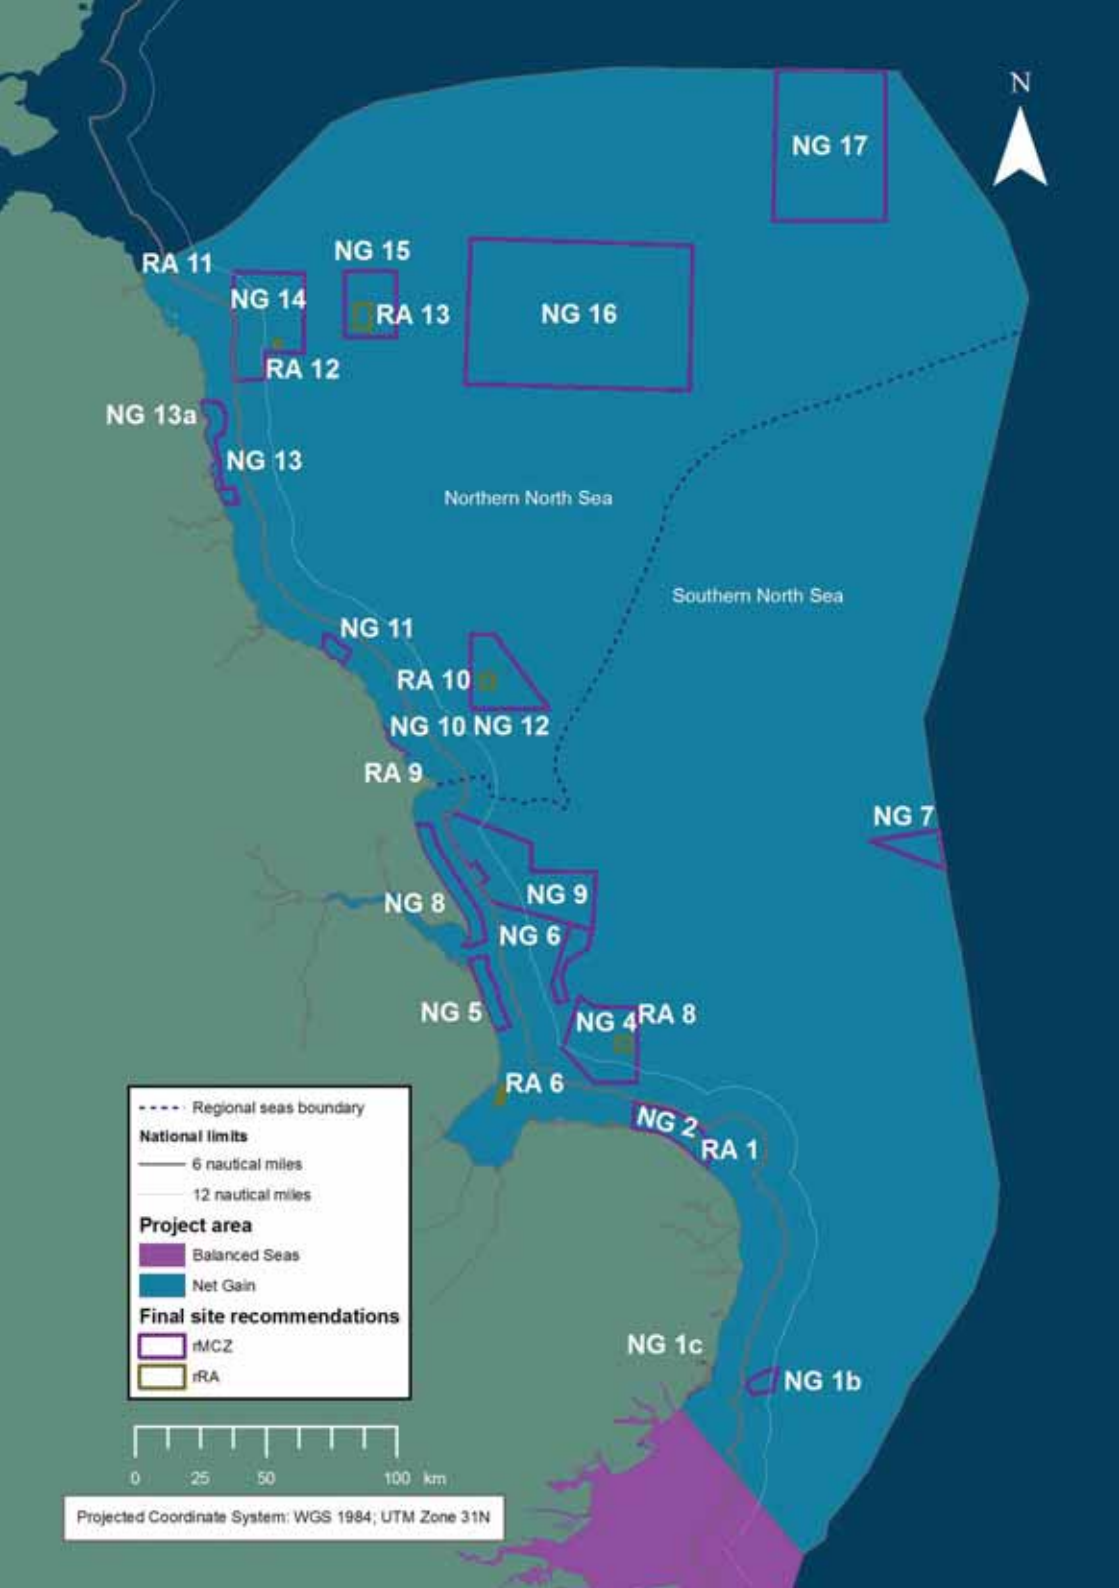 N
NG 17
NG 15
RA 11
NG 14
RA 13
NG 16
RA 12
NG 13a
NG 13
Northern North Sea
Southern North Sea
NG 11
RA 10
NG 10 NG 12
RA 9
NG 7
NG 9
NG 8
NG 6
NG 5
NG 4
RA 8
RA 6
NG 2
RA 1
NG 1c
NG 1b
Regional seas boundary
National limits
6 nautical miles
12 nautical miles
Project area
Balanced Seas
Net Gain
Final site recommendations
rMCZ
rRA
0 25 50 100 km
Projected Coordinate System: WGS 1984; UTM Zone 31N